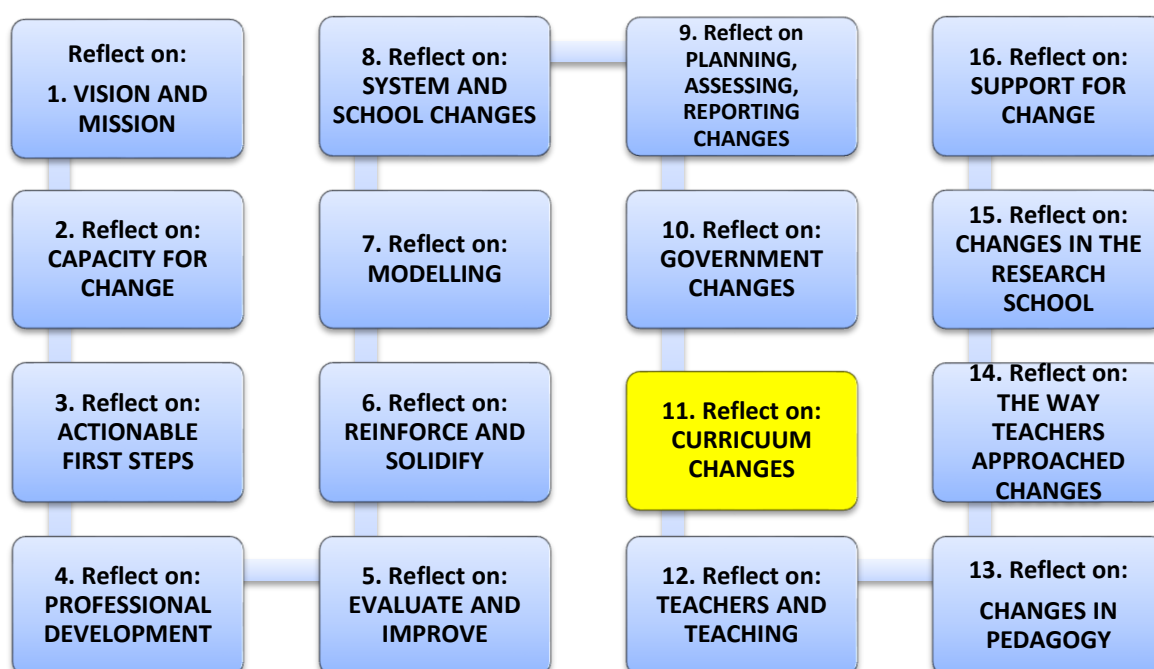 Reflect on:
1. VISION AND
MISSION
2. Reflect on:
CAPACITY FOR
CHANGE
3. Reflect on:
ACTIONABLE
FIRST STEPS
4. Reflect on:
PROFESSIONAL
DEVELOPMENT
5. Reflect on:
EVALUATE AND
IMPROVE
6. Reflect on:
REINFORCE AND
SOLIDIFY
7. Reflect on:
MODELLING
8. Reflect on:
SYSTEM AND
SCHOOL CHANGES
9. Reflect on
PLANNING,
ASSESSING,
REPORTING
CHANGES
10. Reflect on:
GOVERNMENT
CHANGES
11. Reflect on:
CURRICUUM
CHANGES
12. Reflect on:
TEACHERS AND
TEACHING
13. Reflect on:
CHANGES IN
PEDAGOGY
14. Reflect on:
THE WAY
TEACHERS
APPROACHED
CHANGES
15. Reflect on:
CHANGES IN THE
RESEARCH
SCHOOL
16. Reflect on:
SUPPORT FOR
CHANGE